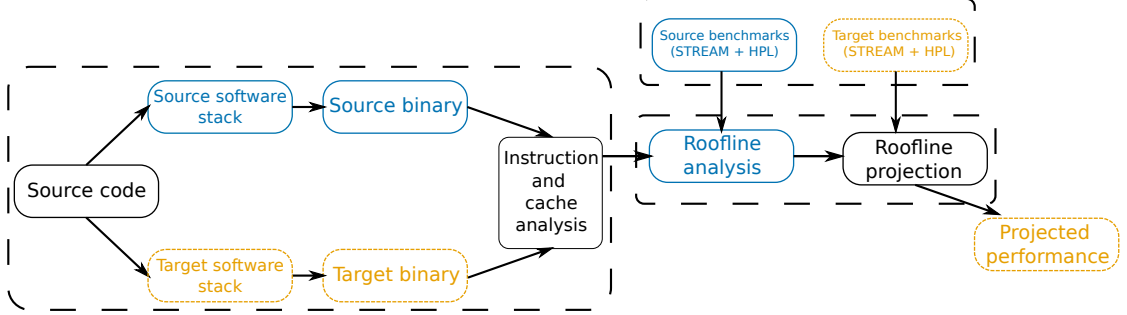 Source benchmarks
(STREAM + HPL)
Target benchmarks
(STREAM + HPL)
Source software
stack
Source binary
Source code
Instruction
and
cache
analysis
Roofline
analysis
Roofline
projection
Target software
stack
Target binary
Projected
performance